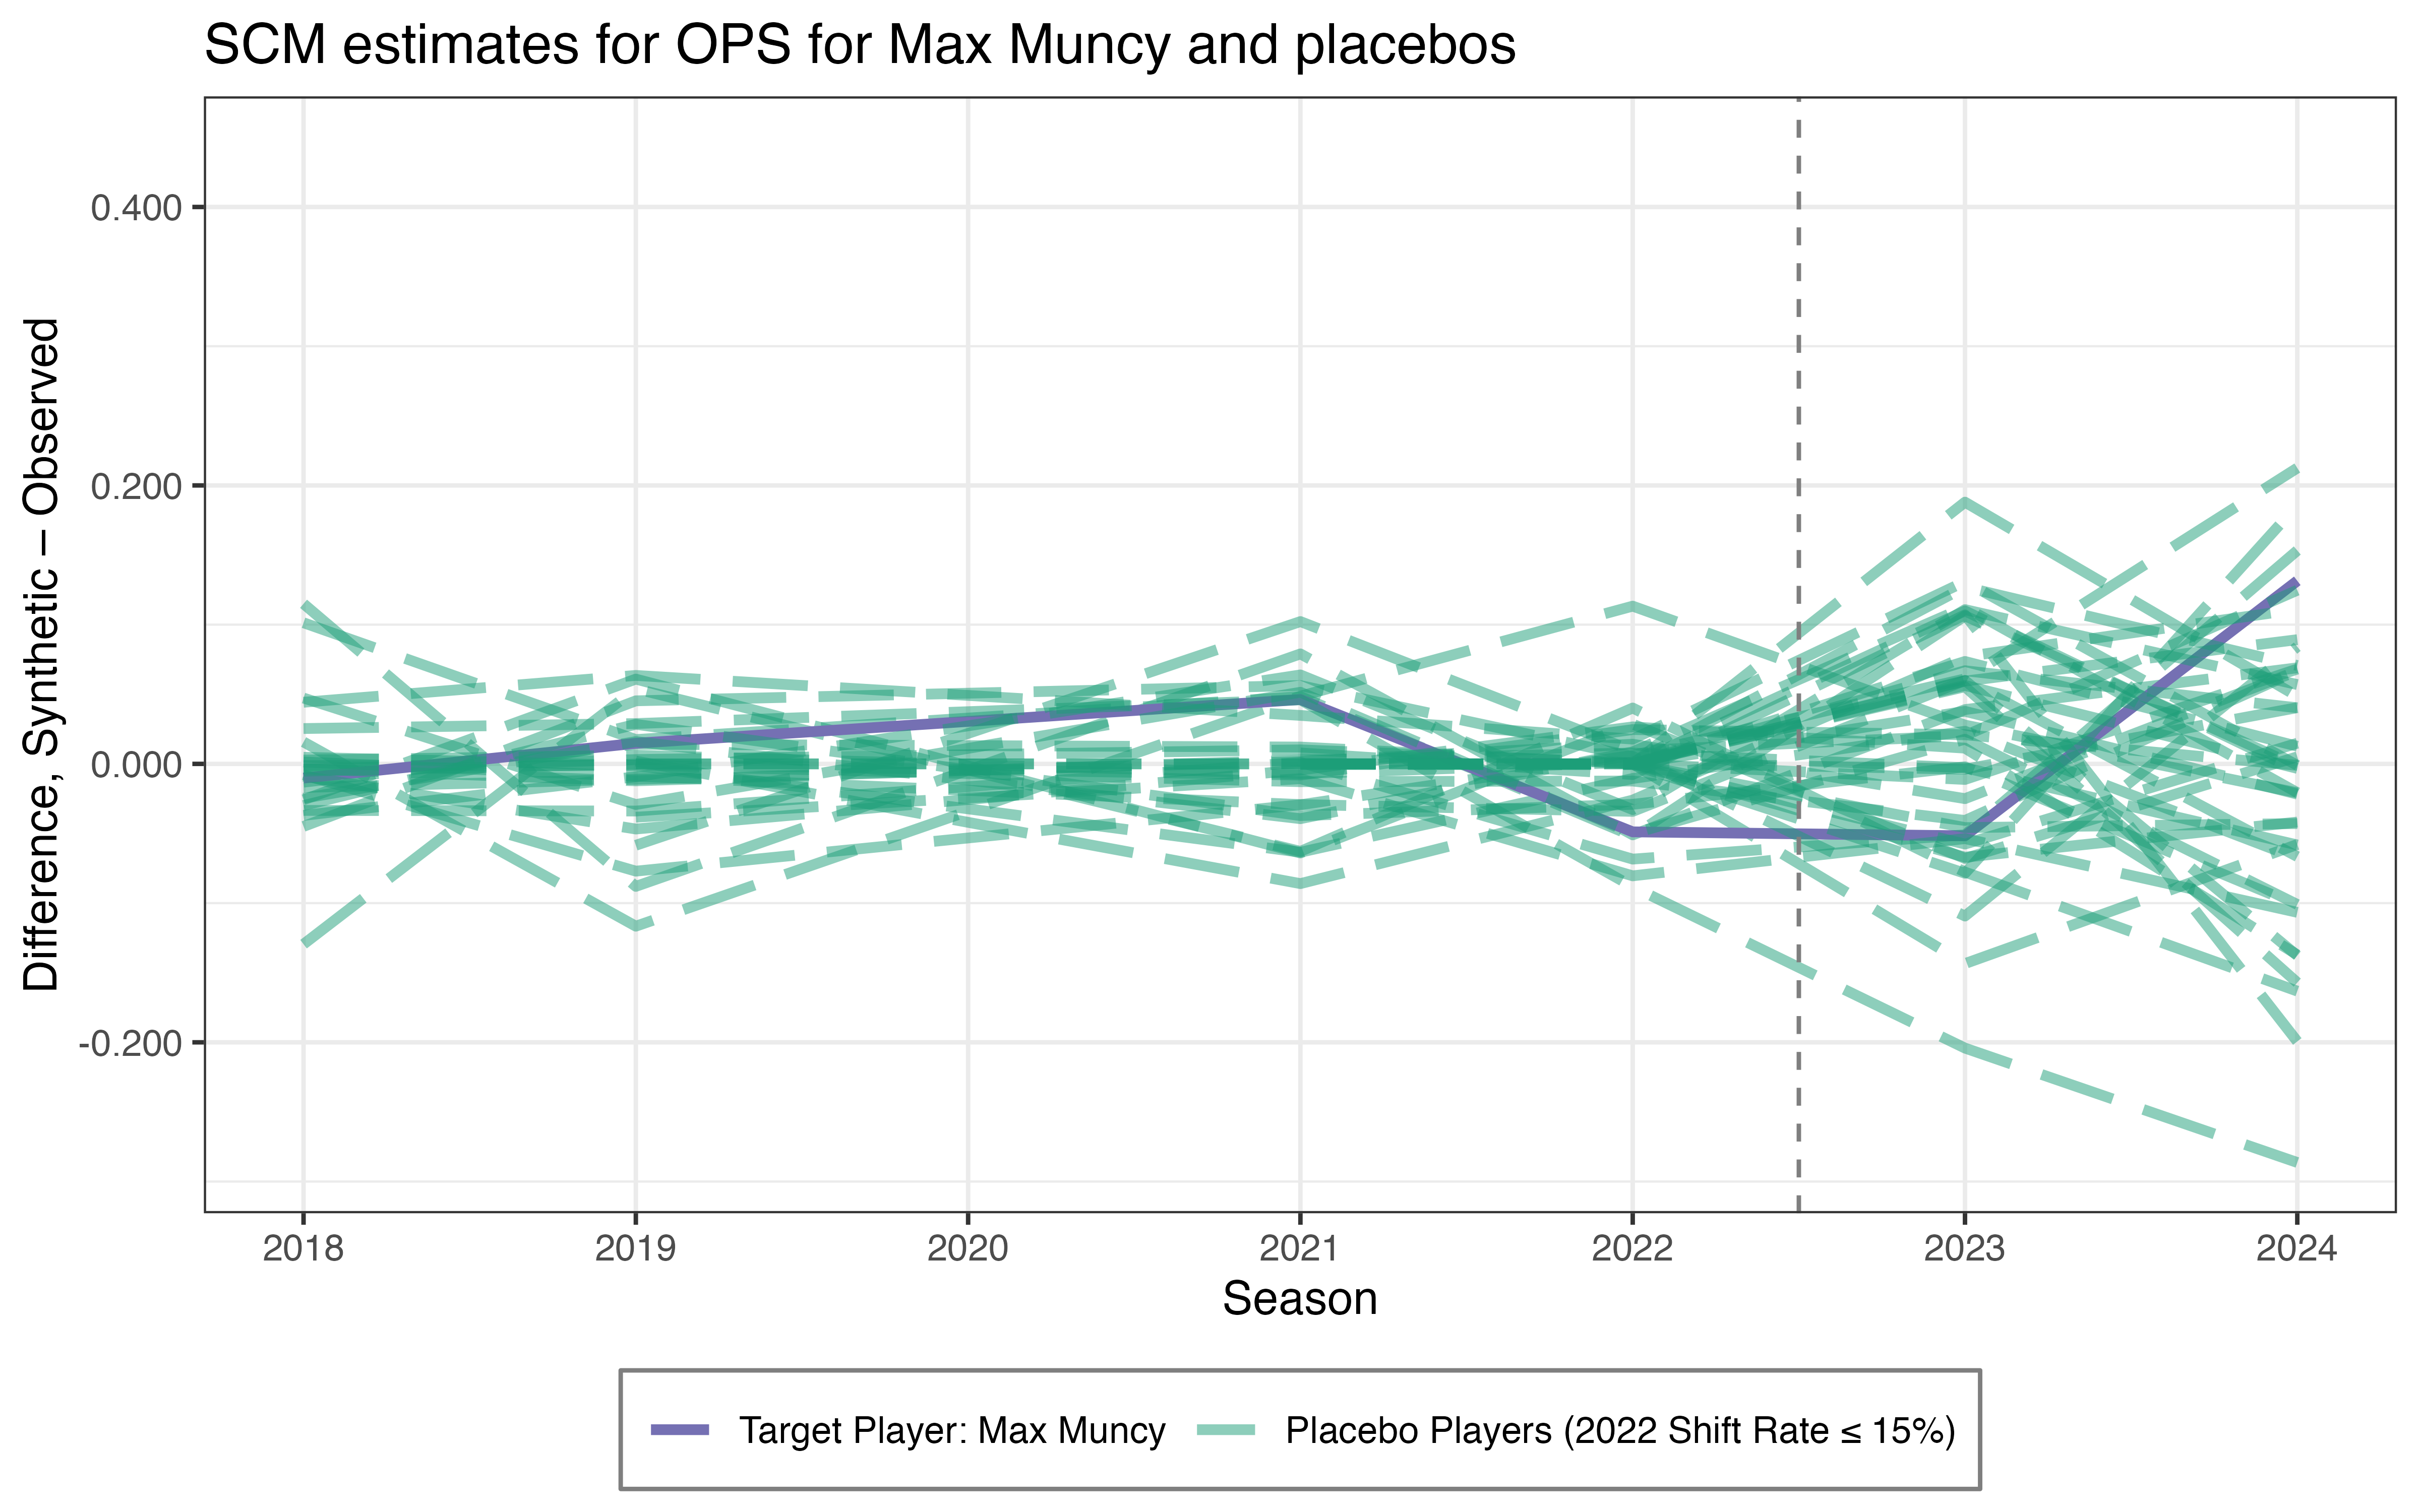 SCM estimates for OPS for Max Muncy and placebos
Difference, Synthetic − Observed
0.400
0.200
0.000
-0.200
2018 2019 2020 2021 2022 2023 2024
Season
Target Player: Max Muncy Placebo Players (2022 Shift Rate ≤ 15%)